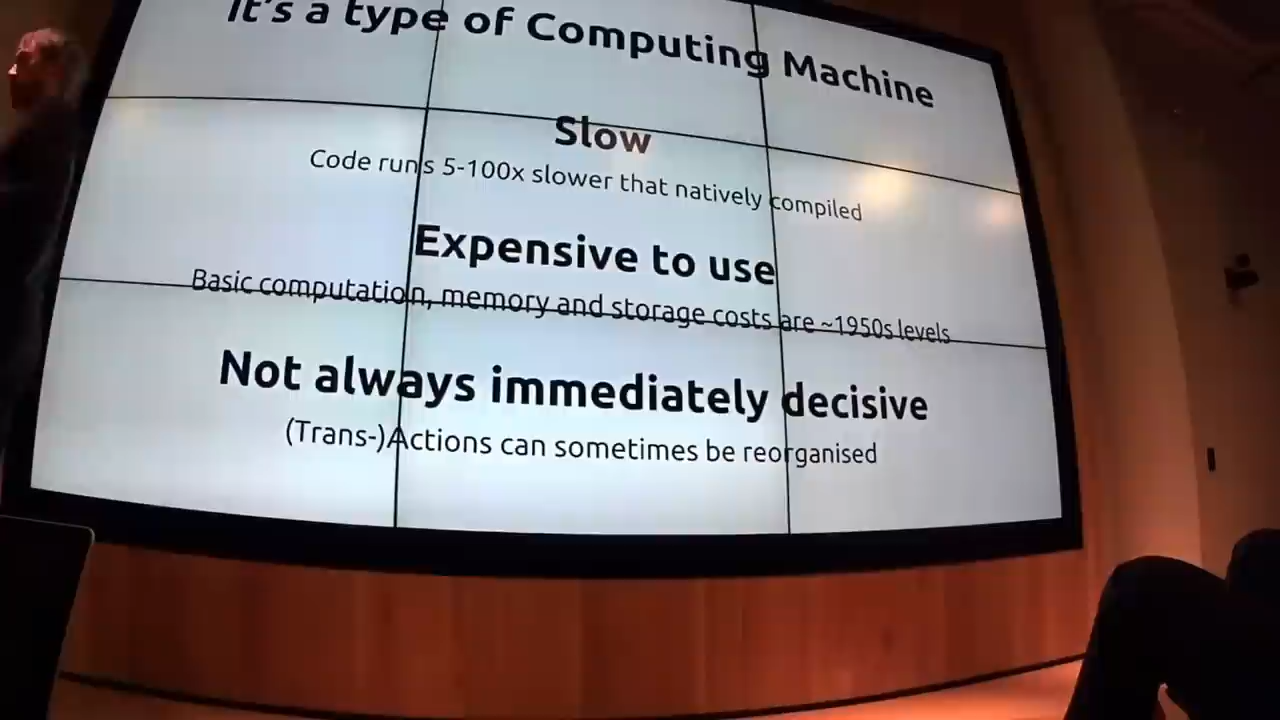 It's a type of Computing Machine
Slow
Code runs 5-100x slower that natively compiled
Expensive to use
Basic computation, memory and storage costs are ~1950s levels
Not always immediately decisive
(Trans-)Actions can sometimes be reorganised